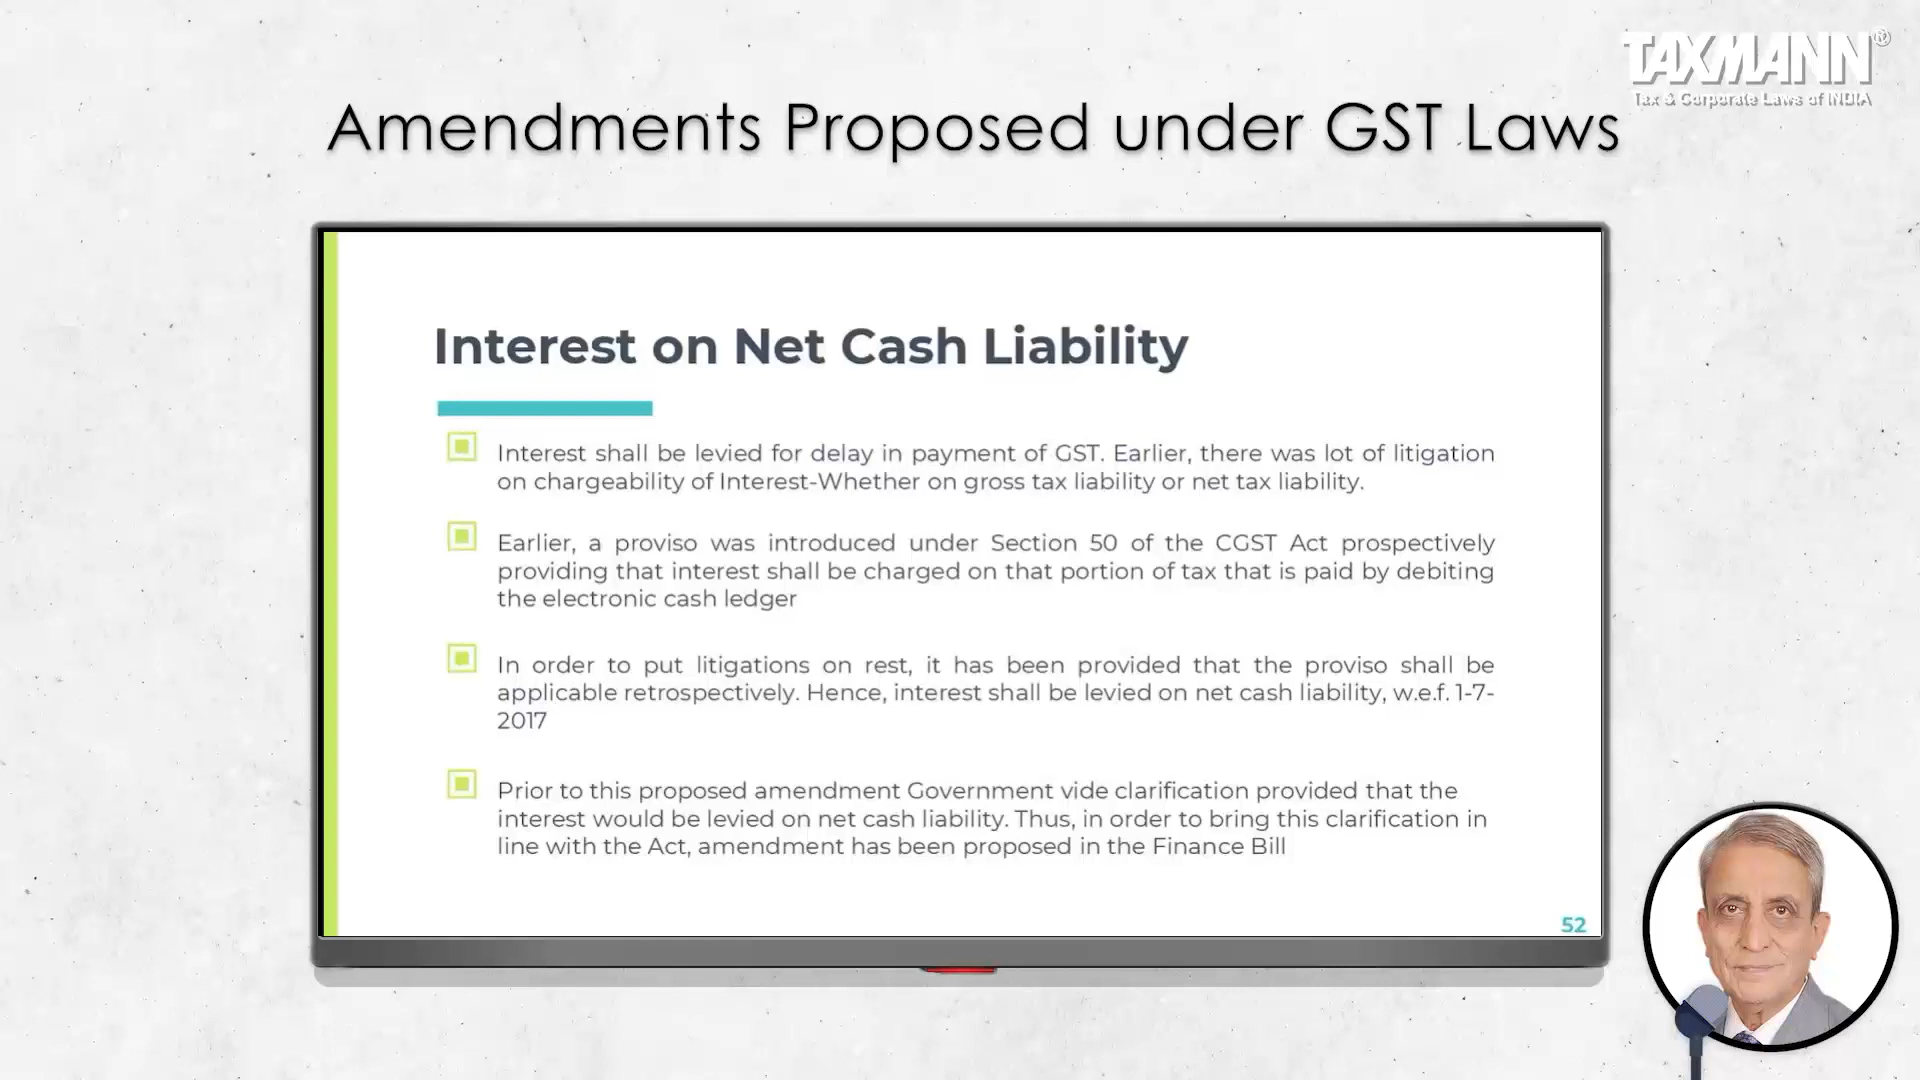 TAXMANN®
Tax & Corporate Laws of INDIA
Amendments Proposed under GST Laws
Interest on Net Cash Liability
Interest shall be levied for delay in payment of GST. Earlier, there was lot of litigation
on chargeability of Interest-Whether on gross tax liability or net tax liability.
Earlier, a proviso was introduced under Section 50 of the CGST Act prospectively
providing that interest shall be charged on that portion of tax that is paid by debiting
the electronic cash ledger
In order to put litigations on rest, it has been provided that the proviso shall be
applicable retrospectively. Hence, interest shall be levied on net cash liability, w.e.f. 1-7-
2017
Prior to this proposed amendment Government vide clarification provided that the
interest would be levied on net cash liability. Thus, in order to bring this clarification in
line with the Act, amendment has been proposed in the Finance Bill
52